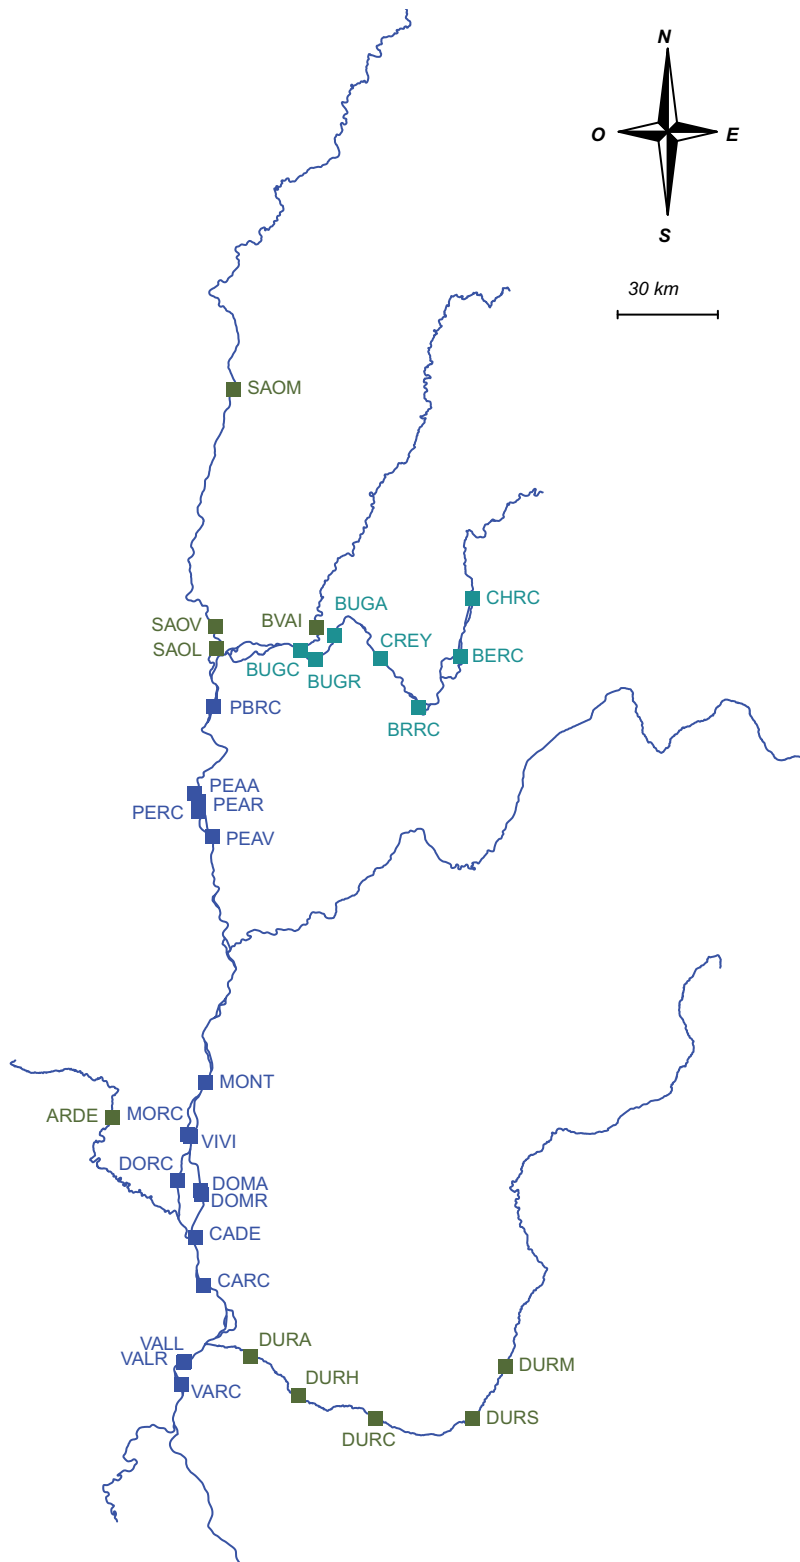 N
O
E
S
30 km
SAOM
CHRC
BUGA
BVAI
SAOV
CREY
SAOL
BERC
BUGC
BUGR
PBRC
BRRC
PEAA
PEAR
PERC
PEAV
MONT
ARDE
MORC
VIVI
DORC
DOMA
DOMR
CADE
CARC
DURA
VALL
VALR
DURM
DURH
VARC
DURS
DURC